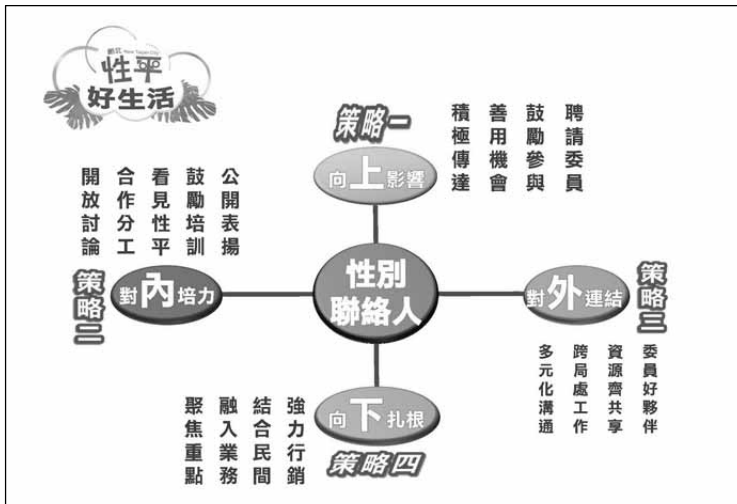 新北 New Taipei City
性平
好生活
策略一
向上影響
聘請委員
鼓勵參與
善用機會
積極傳達
公開表揚
鼓勵培訓
看見性平
合作分工
開放討論
策略二
對內培力
性別
聯絡人
對外連結
策略三
委員好夥伴
資源齊共享
跨局處工作
多元化溝通
向下扎根
策略四
強力行銷
結合民間
融入業務
聚焦重點